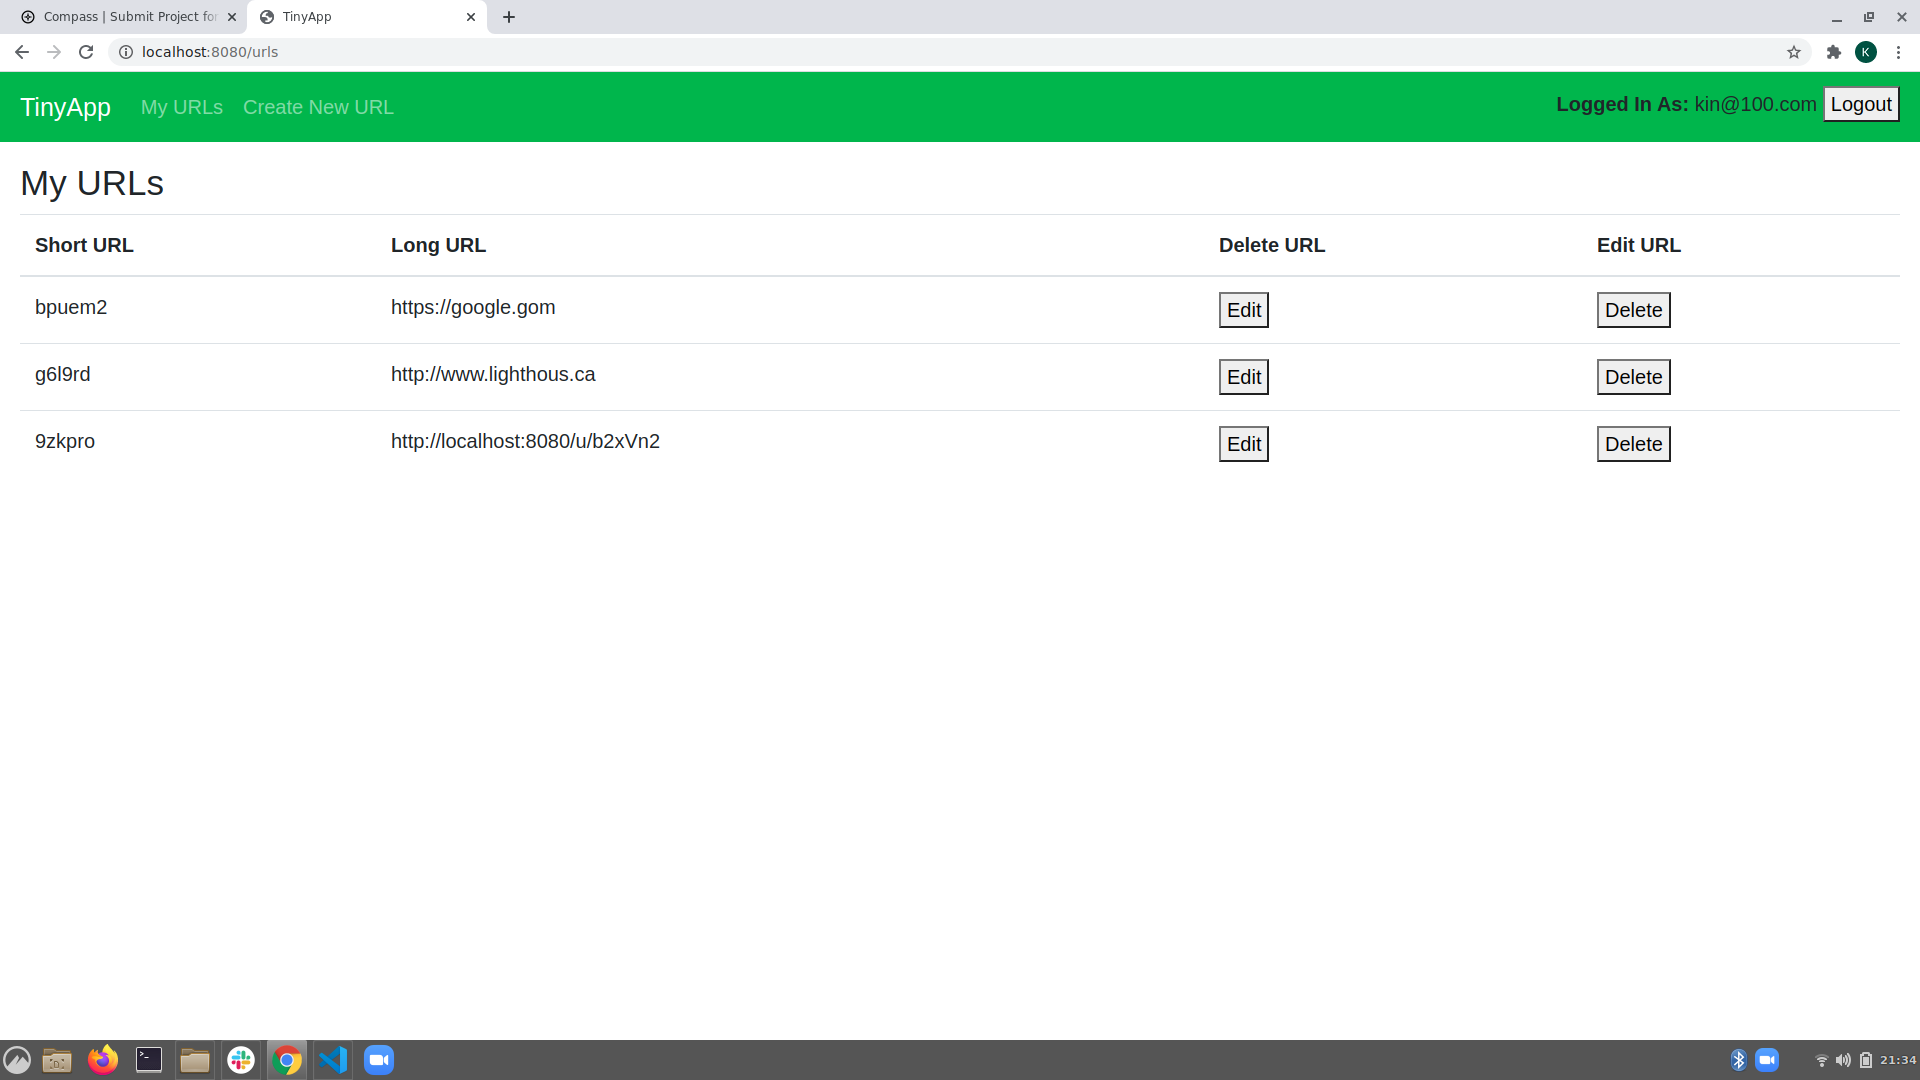 Compass | Submit Project for
TinyApp
localhost:8080/urls
K
TinyApp My URLs Create New URL Logged In As: kin@100.com Logout
My URLs
Short URL Long URL Delete URL Edit URL
bpuem2 https://google.gom Edit Delete
g6l9rd http://www.lighthous.ca Edit Delete
9zkpro http://localhost:8080/u/b2xVn2 Edit Delete
21:34